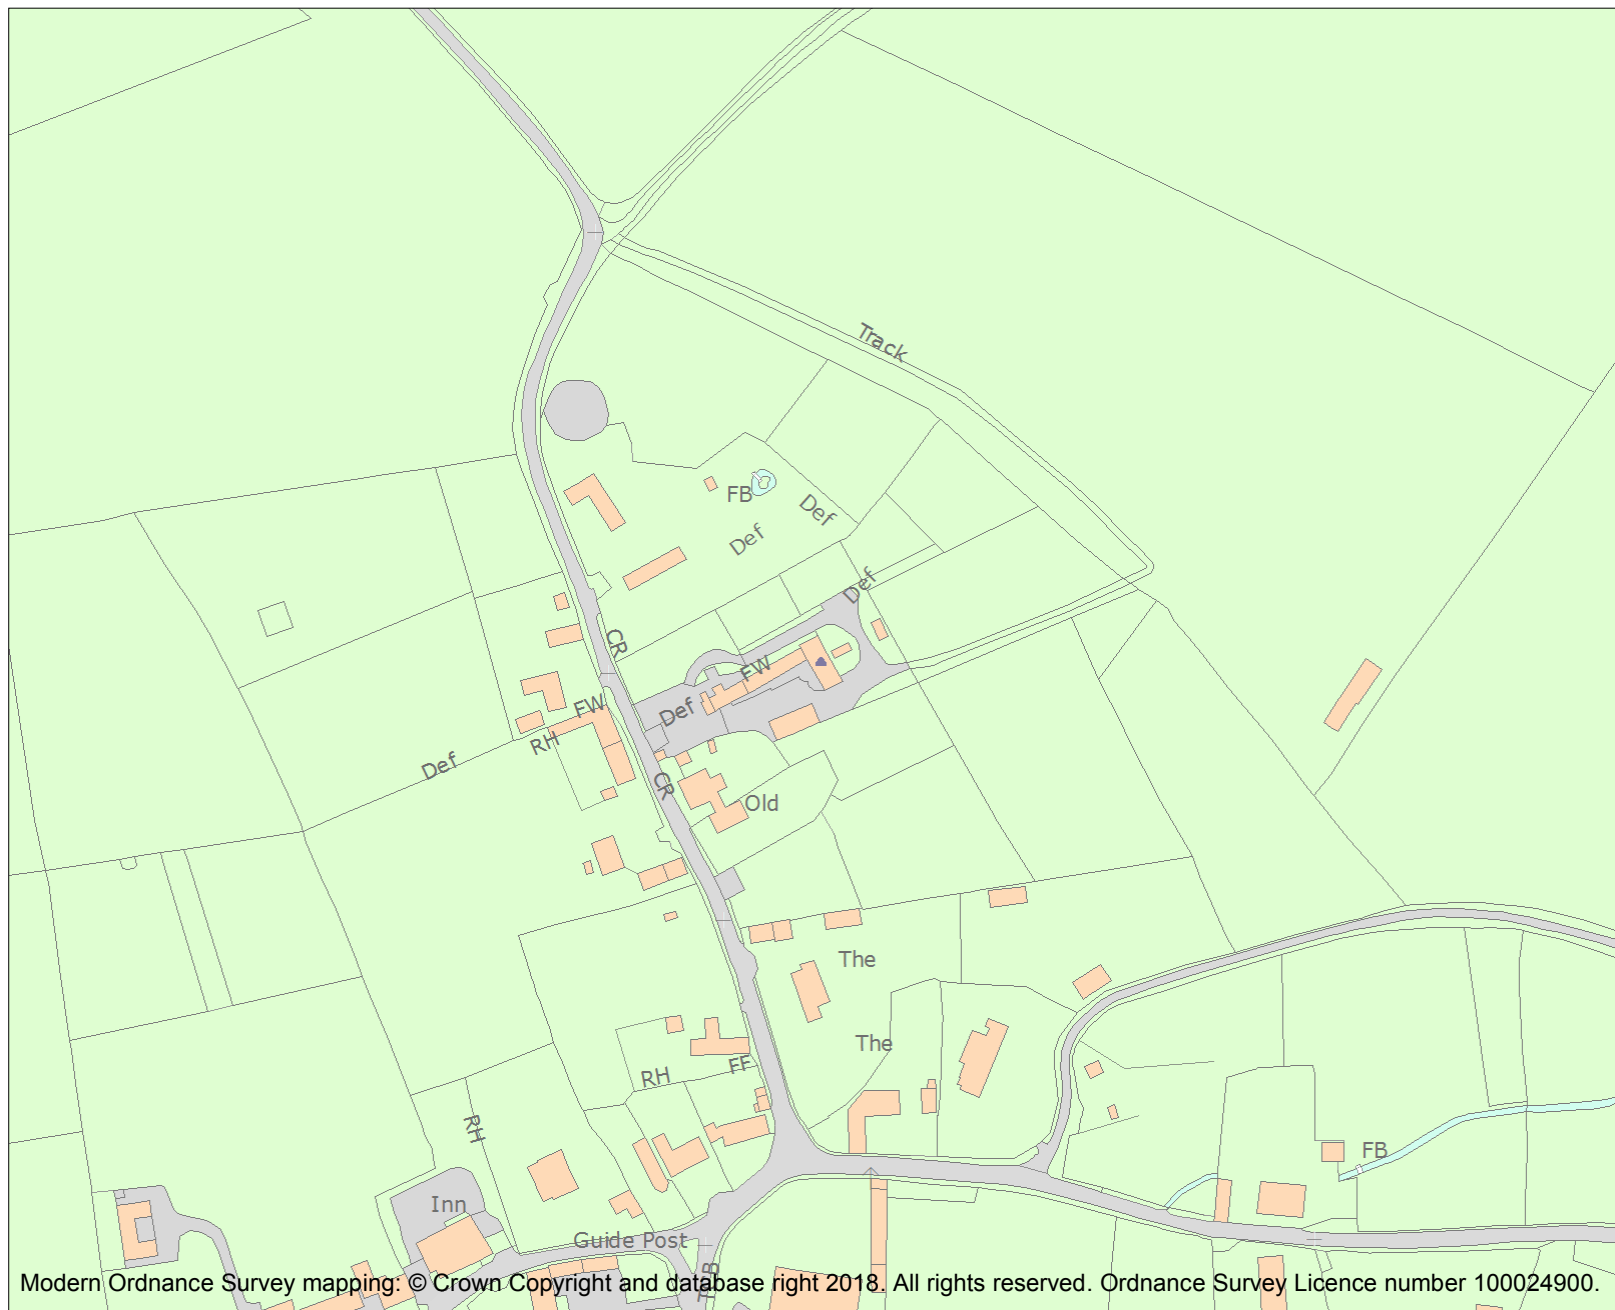 Track
FB
Def
Def
Def
CR
FW
Def
FW
RH
Def
CR
Old
The
The
FF
RH
RH
FB
Inn
Guide Post
TCB
Modern Ordnance Survey mapping: © Crown Copyright and database right 2018. All rights reserved. Ordnance Survey Licence number 100024900.